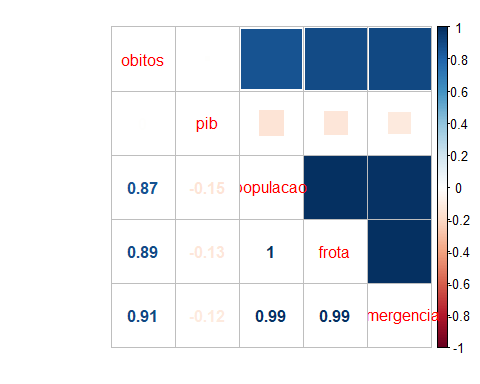 obitos
pib
0.87 -0.15 populacao
0.89 -0.13 1 frota
0.91 -0.12 0.99 0.99 mergencia
1
0.8
0.6
0.4
0.2
0
-0.2
-0.4
-0.6
-0.8
-1